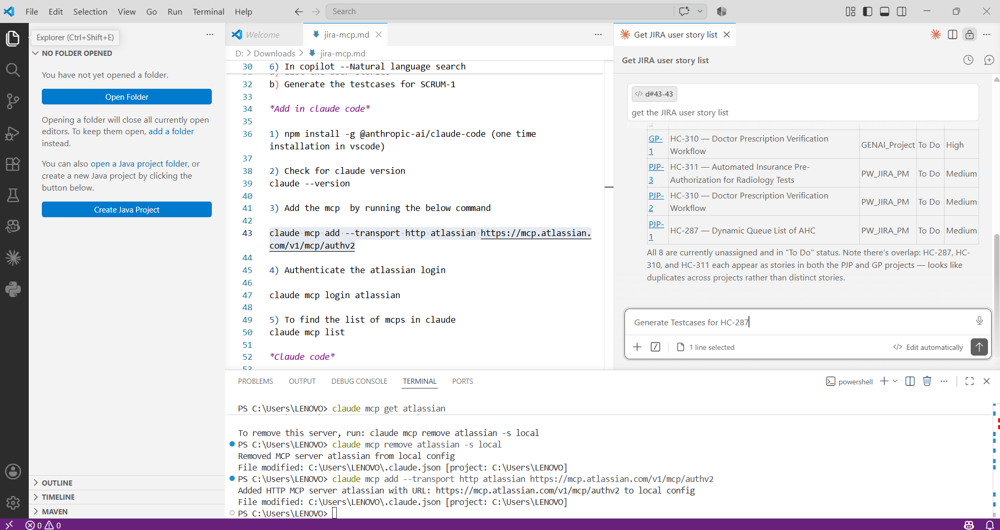 File Edit Selection View Go Run Terminal Help
Search
Explorer (Ctrl+Shift+E)
NO FOLDER OPENED
You have not yet opened a folder.
Open Folder
Opening a folder will close all currently open
editors. To keep them open, add a folder
instead.
You can also open a Java project folder, or
create a new Java project by clicking the
button below.
Create Java Project
OUTLINE
TIMELINE
MAVEN
Welcome
jira-mcp.md
D: > Downloads > jira-mcp.md
30 6) In copilot --Natural language search
32 b) Generate the testcases for SCRUM-1
33
34 *Add in claude code*
35
36 1) npm install -g @anthropic-ai/claude-code (one time
installation in vscode)
37
38 2) Check for claude version
39 claude --version
40
41 3) Add the mcp  by running the below command
42
43 claude mcp add --transport http atlassian https://mcp.atlassian.
com/v1/mcp/authv2
44
45 4) Authenticate the atlassian login
46
47 claude mcp login atlassian
48
49 5) To find the list of mcps in claude
50 claude mcp list
51
52 *Claude code*
53
Get JIRA user story list
Get JIRA user story list
</> d#43-43
get the JIRA user story list
GP-1 HC-310 — Doctor Prescription Verification Workflow GENAI_Project To Do High
PJP-3 HC-311 — Automated Insurance Pre-Authorization for Radiology Tests PW_JIRA_PM To Do Medium
PJP-2 HC-310 — Doctor Prescription Verification Workflow PW_JIRA_PM To Do Medium
PJP-1 HC-287 — Dynamic Queue List of AHC PW_JIRA_PM To Do Medium
All 8 are currently unassigned and in "To Do" status. Note there's overlap: HC-287, HC-
310, and HC-311 each appear as stories in both the PJP and GP projects — looks like
duplicates across projects rather than distinct stories.
Generate Testcases for HC-287
1 line selected
</> Edit automatically
PROBLEMS OUTPUT DEBUG CONSOLE TERMINAL PORTS
powershell
PS C:\Users\LENOVO> claude mcp get atlassian
To remove this server, run: claude mcp remove atlassian -s local
PS C:\Users\LENOVO> claude mcp remove atlassian -s local
Removed MCP server atlassian from local config
File modified: C:\Users\LENOVO\.claude.json [project: C:\Users\LENOVO]
PS C:\Users\LENOVO> claude mcp add --transport http atlassian https://mcp.atlassian.com/v1/mcp/authv2
Added HTTP MCP server atlassian with URL: https://mcp.atlassian.com/v1/mcp/authv2 to local config
File modified: C:\Users\LENOVO\.claude.json [project: C:\Users\LENOVO]
PS C:\Users\LENOVO>
0 0